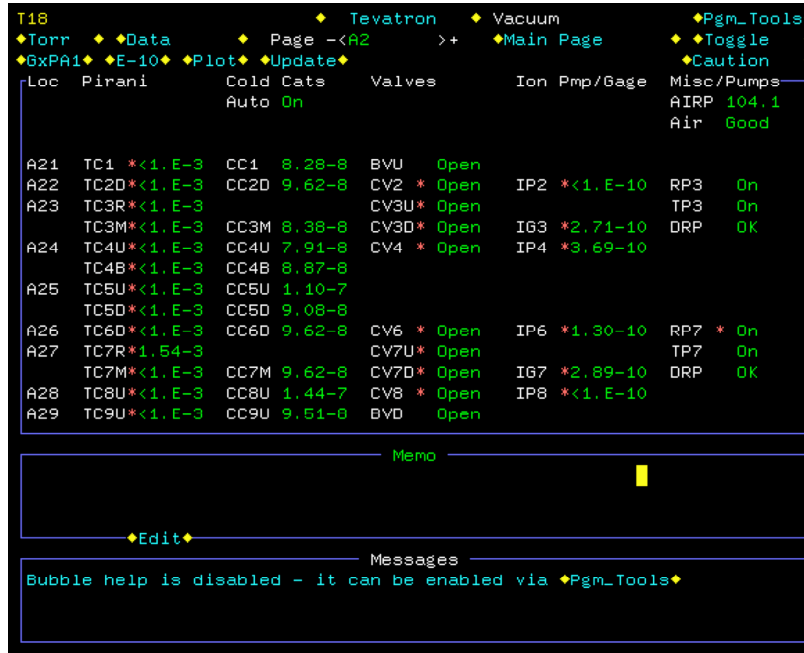 T18 ◆ Tevatron ◆ Vacuum ◆Pgm_Tools
◆Torr ◆ ◆Data ◆ Page -<A2 >+ ◆Main Page ◆ ◆Toggle
◆GxPA1◆ ◆E-10◆ ◆Plot◆ ◆Update◆ ◆Caution
Loc Pirani Cold Cats Valves Ion Pmp/Gage Misc/Pumps
Auto On AIRP 104.1
Air Good
A21 TC1 *<1.E-3 CC1 8.28-8 BVU Open
A22 TC2D*<1.E-3 CC2D 9.62-8 CV2 * Open IP2 *<1.E-10 RP3 On
A23 TC3R*<1.E-3 CV3U* Open TP3 On
TC3M*<1.E-3 CC3M 8.38-8 CV3D* Open IG3 *2.71-10 DRP OK
A24 TC4U*<1.E-3 CC4U 7.91-8 CV4 * Open IP4 *3.69-10
TC4B*<1.E-3 CC4B 8.87-8
A25 TC5U*<1.E-3 CC5U 1.10-7
TC5D*<1.E-3 CC5D 9.08-8
A26 TC6D*<1.E-3 CC6D 9.62-8 CV6 * Open IP6 *1.30-10 RP7 * On
A27 TC7R*1.54-3 CV7U* Open TP7 On
TC7M*<1.E-3 CC7M 9.62-8 CV7D* Open IG7 *2.89-10 DRP OK
A28 TC8U*<1.E-3 CC8U 1.44-7 CV8 * Open IP8 *<1.E-10
A29 TC9U*<1.E-3 CC9U 9.51-8 BVD Open
Memo
◆Edit◆
Messages
Bubble help is disabled - it can be enabled via ◆Pgm_Tools◆